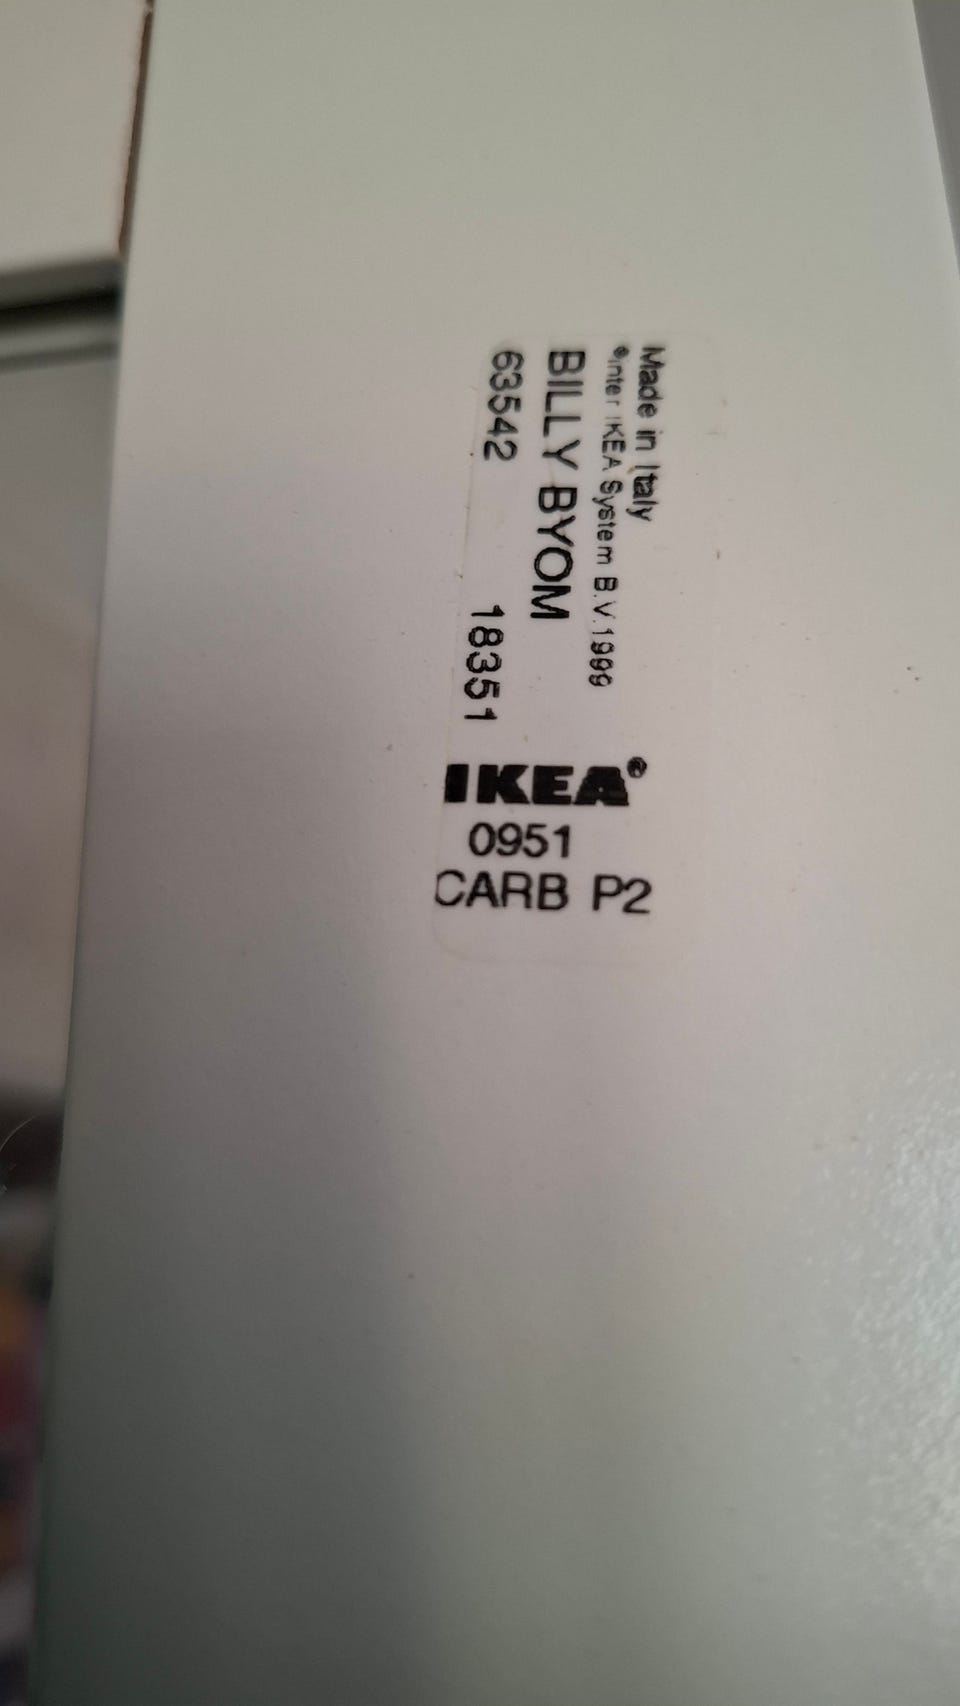 Made in Italy
©Inter IKEA System B.V.1999
BILLY BYOM
63542 18351
IKEA®
0951
CARB P2